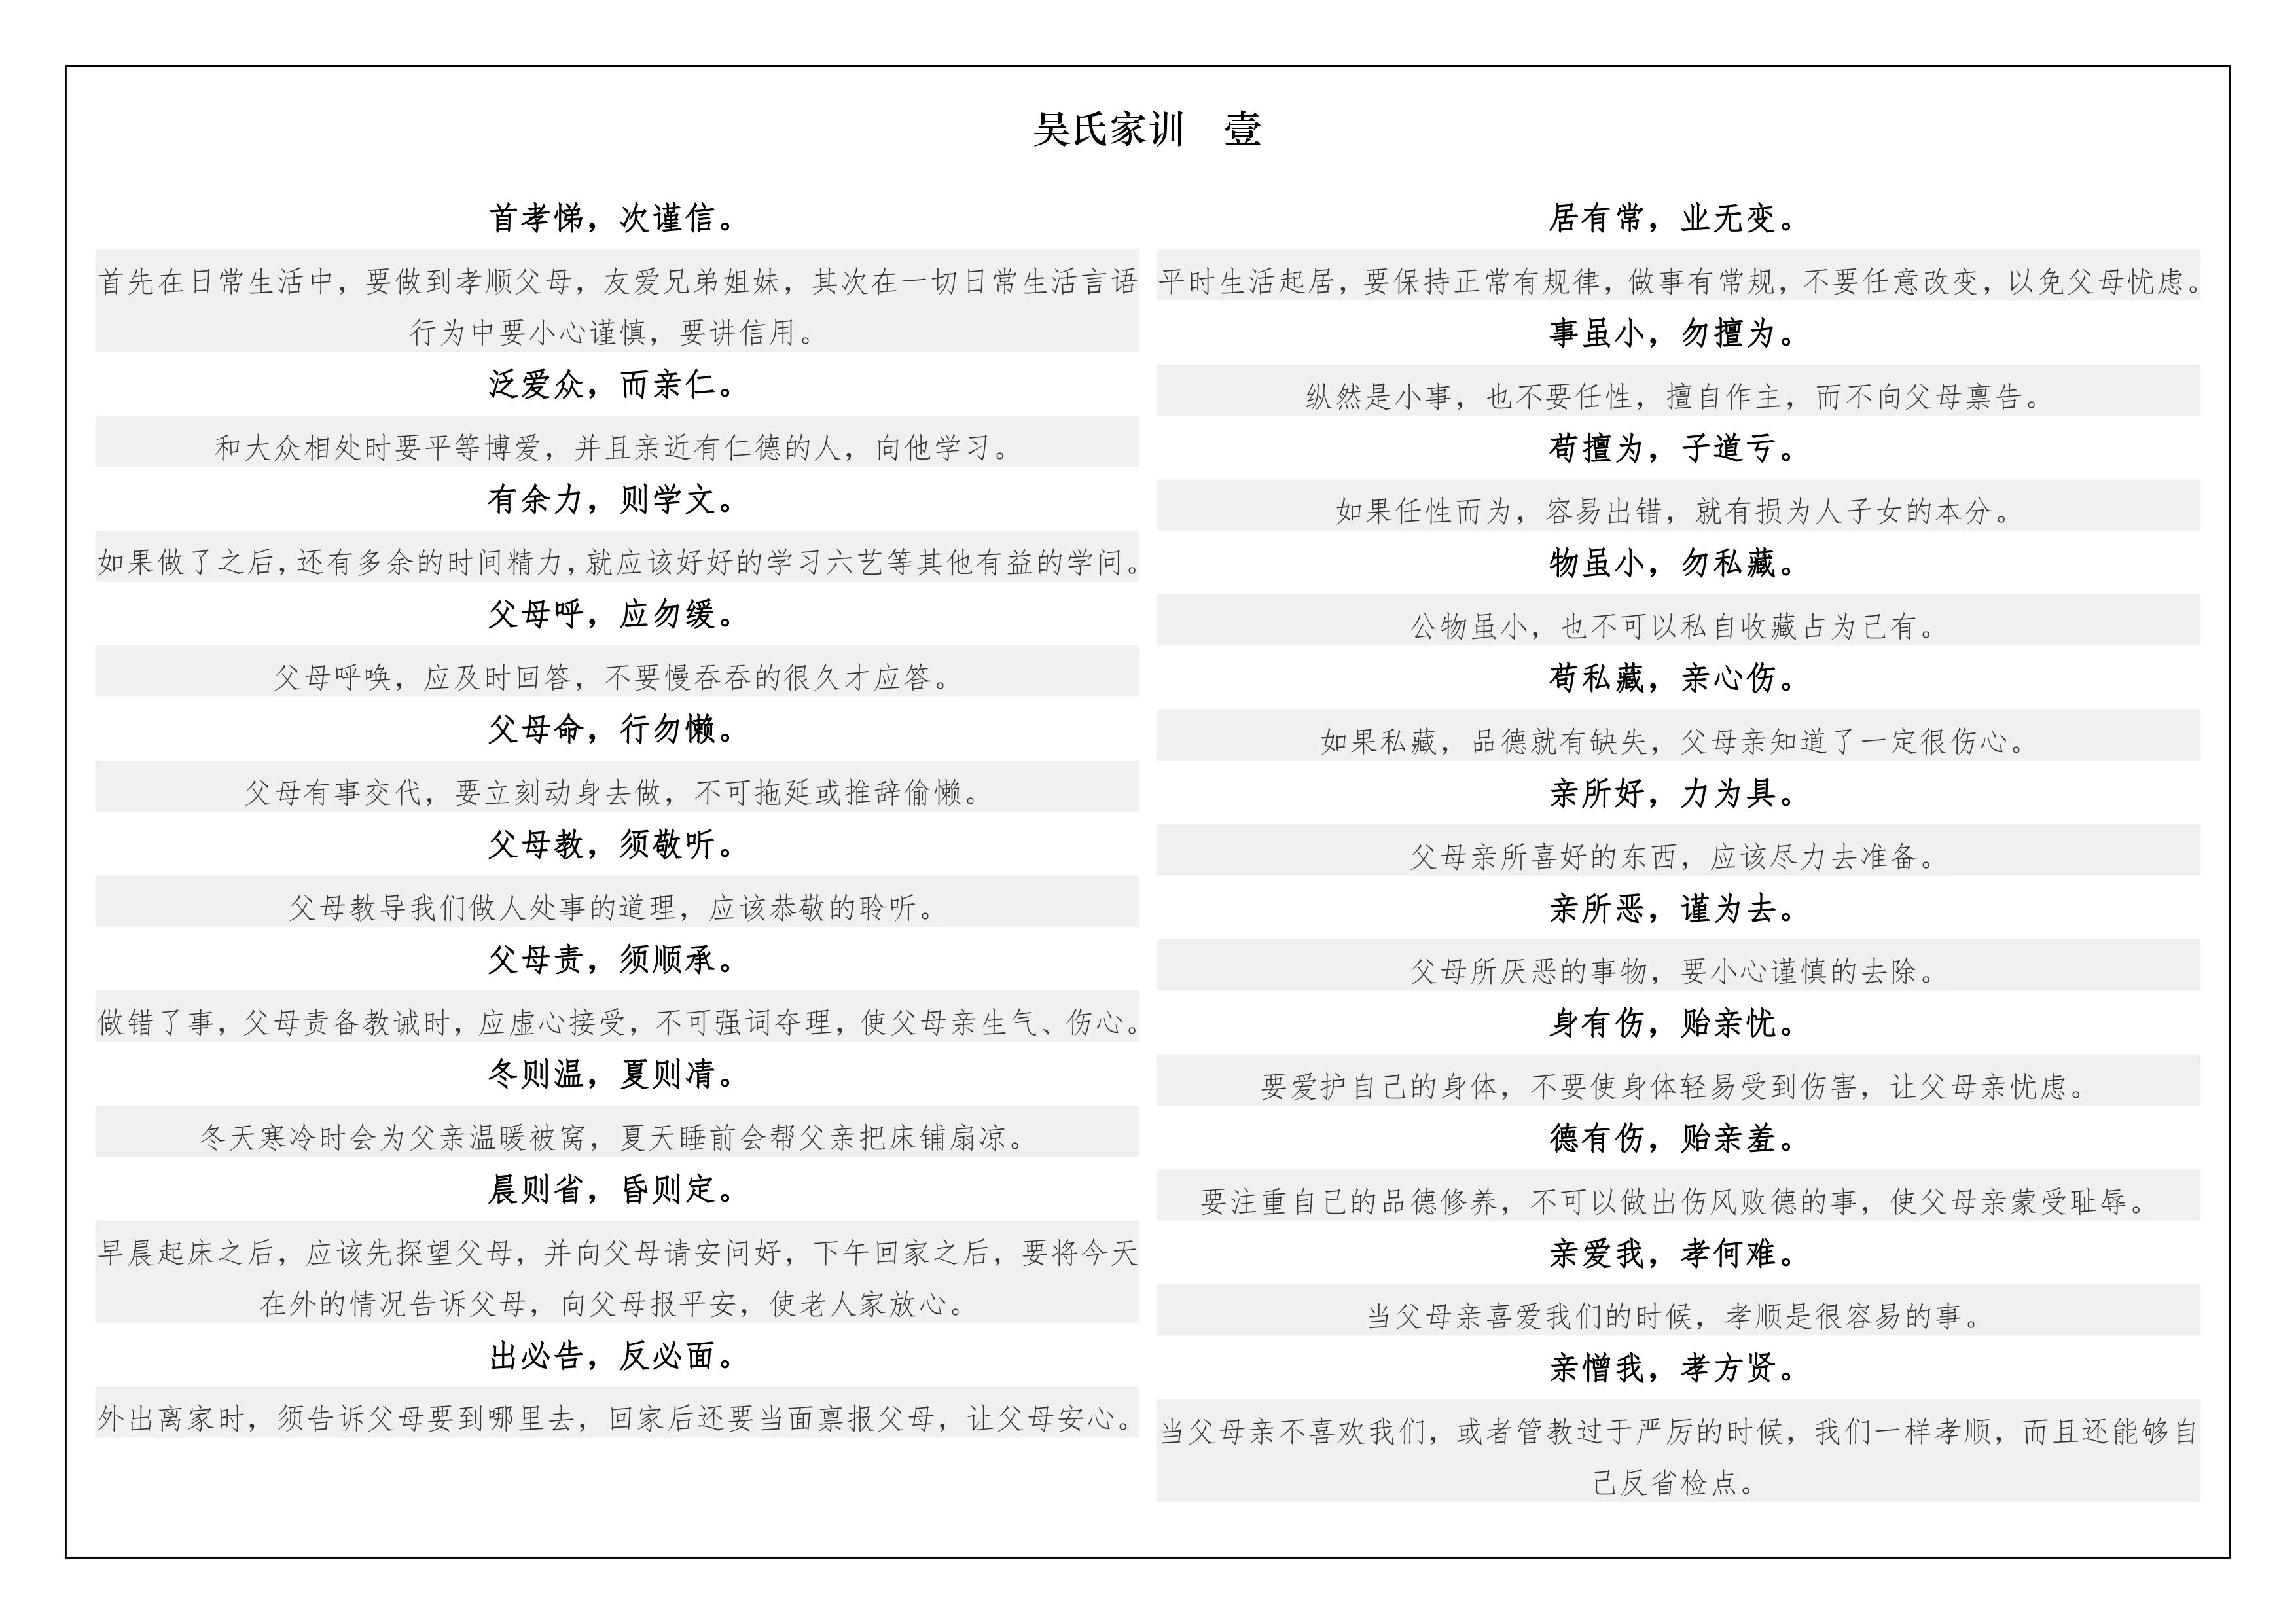 吴氏家训　壹
首孝悌，次谨信。
首先在日常生活中，要做到孝顺父母，友爱兄弟姐妹，其次在一切日常生活言语
行为中要小心谨慎，要讲信用。
泛爱众，而亲仁。
和大众相处时要平等博爱，并且亲近有仁德的人，向他学习。
有余力，则学文。
如果做了之后，还有多余的时间精力，就应该好好的学习六艺等其他有益的学问。
父母呼，应勿缓。
父母呼唤，应及时回答，不要慢吞吞的很久才应答。
父母命，行勿懒。
父母有事交代，要立刻动身去做，不可拖延或推辞偷懒。
父母教，须敬听。
父母教导我们做人处事的道理，应该恭敬的聆听。
父母责，须顺承。
做错了事，父母责备教诫时，应虚心接受，不可强词夺理，使父母亲生气、伤心。
冬则温，夏则凊。
冬天寒冷时会为父亲温暖被窝，夏天睡前会帮父亲把床铺扇凉。
晨则省，昏则定。
早晨起床之后，应该先探望父母，并向父母请安问好，下午回家之后，要将今天
在外的情况告诉父母，向父母报平安，使老人家放心。
出必告，反必面。
外出离家时，须告诉父母要到哪里去，回家后还要当面禀报父母，让父母安心。
居有常，业无变。
平时生活起居，要保持正常有规律，做事有常规，不要任意改变，以免父母忧虑。
事虽小，勿擅为。
纵然是小事，也不要任性，擅自作主，而不向父母禀告。
苟擅为，子道亏。
如果任性而为，容易出错，就有损为人子女的本分。
物虽小，勿私藏。
公物虽小，也不可以私自收藏占为己有。
苟私藏，亲心伤。
如果私藏，品德就有缺失，父母亲知道了一定很伤心。
亲所好，力为具。
父母亲所喜好的东西，应该尽力去准备。
亲所恶，谨为去。
父母所厌恶的事物，要小心谨慎的去除。
身有伤，贻亲忧。
要爱护自己的身体，不要使身体轻易受到伤害，让父母亲忧虑。
德有伤，贻亲羞。
要注重自己的品德修养，不可以做出伤风败德的事，使父母亲蒙受耻辱。
亲爱我，孝何难。
当父母亲喜爱我们的时候，孝顺是很容易的事。
亲憎我，孝方贤。
当父母亲不喜欢我们，或者管教过于严厉的时候，我们一样孝顺，而且还能够自
己反省检点。